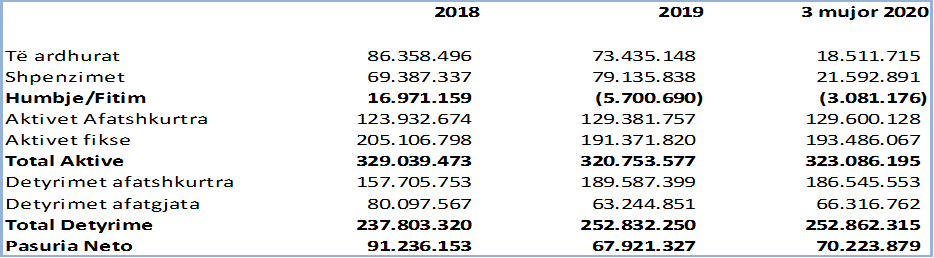 2018 2019 3 mujor 2020
Të ardhurat 86.358.496 73.435.148 18.511.715
Shpenzimet 69.387.337 79.135.838 21.592.891
Humbje/Fitim 16.971.159 (5.700.690) (3.081.176)
Aktivet Afatshkurtra 123.932.674 129.381.757 129.600.128
Aktivet fikse 205.106.798 191.371.820 193.486.067
Total Aktive 329.039.473 320.753.577 323.086.195
Detyrimet afatshkurtra 157.705.753 189.587.399 186.545.553
Detyrimet afatgjata 80.097.567 63.244.851 66.316.762
Total Detyrime 237.803.320 252.832.250 252.862.315
Pasuria Neto 91.236.153 67.921.327 70.223.879